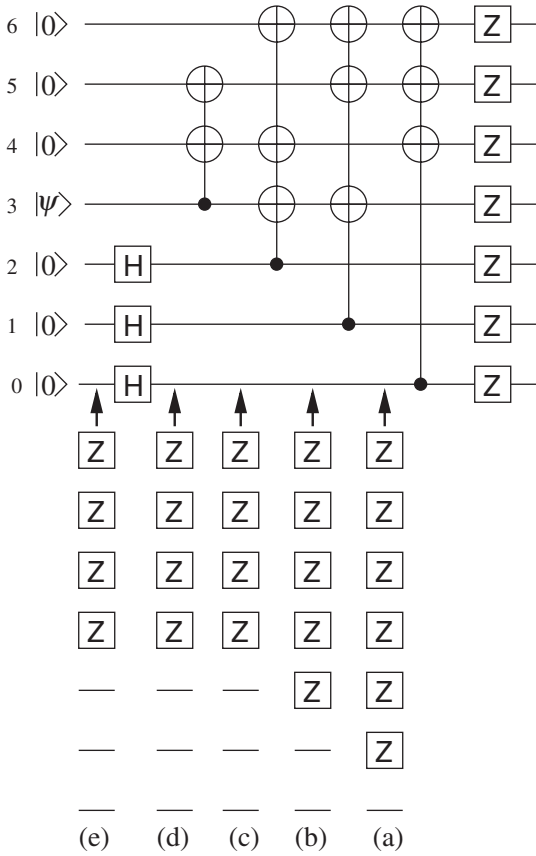 6 |0⟩ Z
5 |0⟩ Z
4 |0⟩ Z
3 |ψ⟩ Z
2 |0⟩ H Z
1 |0⟩ H Z
0 |0⟩ H Z
Z Z Z Z Z
Z Z Z Z Z
Z Z Z Z Z
Z Z Z Z Z
Z Z
Z
(e) (d) (c) (b) (a)